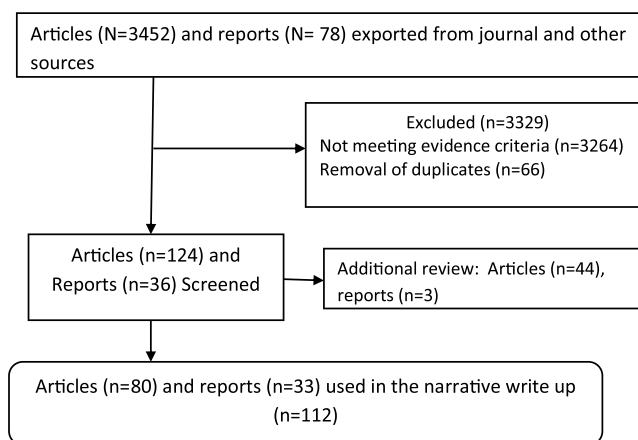 Articles (N=3452) and reports (N= 78) exported from journal and other
sources
Excluded (n=3329)
Not meeting evidence criteria (n=3264)
Removal of duplicates (n=66)
Articles (n=124) and
Reports (n=36) Screened
Additional review:  Articles (n=44),
reports (n=3)
Articles (n=80) and reports (n=33) used in the narrative write up
(n=112)